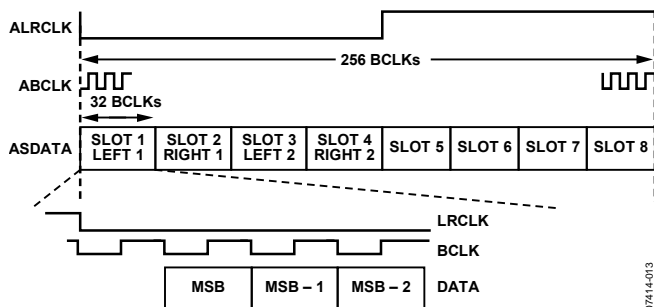 ALRCLK
256 BCLKs
ABCLK
32 BCLKs
ASDATA
SLOT 1 LEFT 1
SLOT 2 RIGHT 1
SLOT 3 LEFT 2
SLOT 4 RIGHT 2
SLOT 5
SLOT 6
SLOT 7
SLOT 8
LRCLK
BCLK
MSB
MSB – 1
MSB – 2
DATA
07414-013